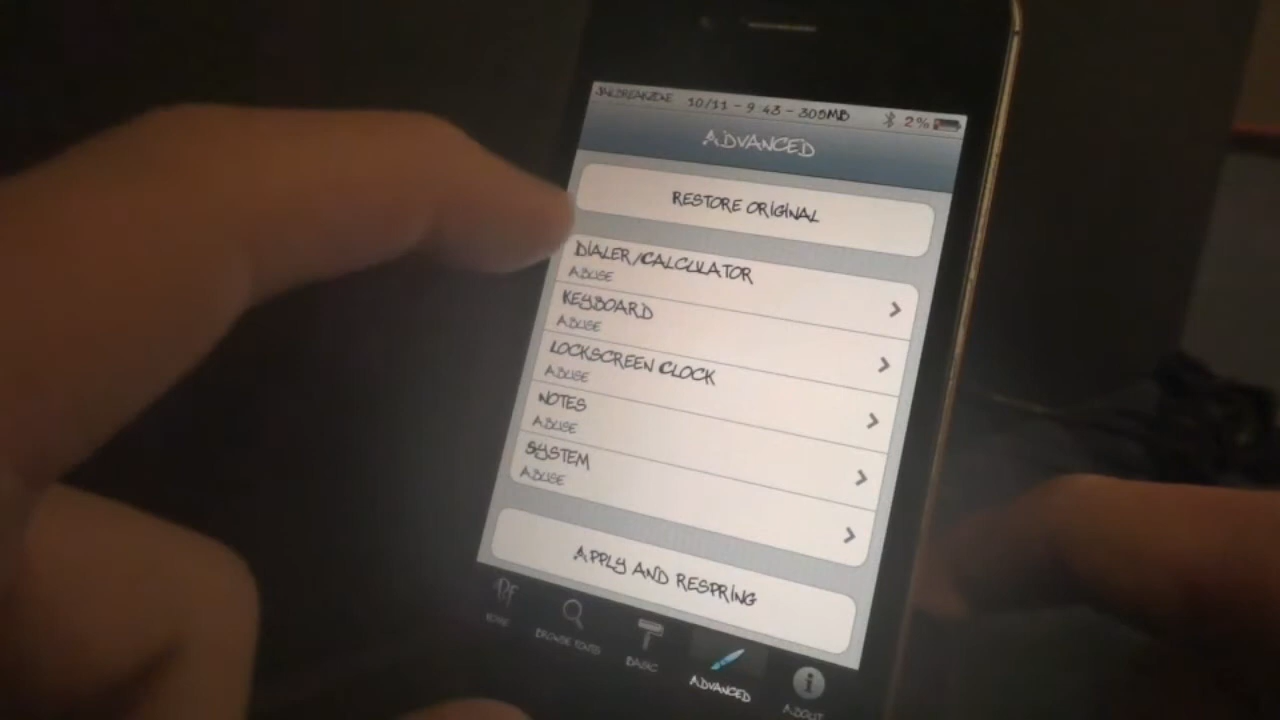 JAILBREAKZONE 10/11 - 9:43 - 305MB 2%
ADVANCED
RESTORE ORIGINAL
DIALER/CALCULATOR
ABUSE
KEYBOARD
ABUSE
LOCKSCREEN CLOCK
ABUSE
NOTES
ABUSE
SYSTEM
ABUSE
APPLY AND RESPRING
BROWSE FONTS
BASIC
ADVANCED
ABOUT